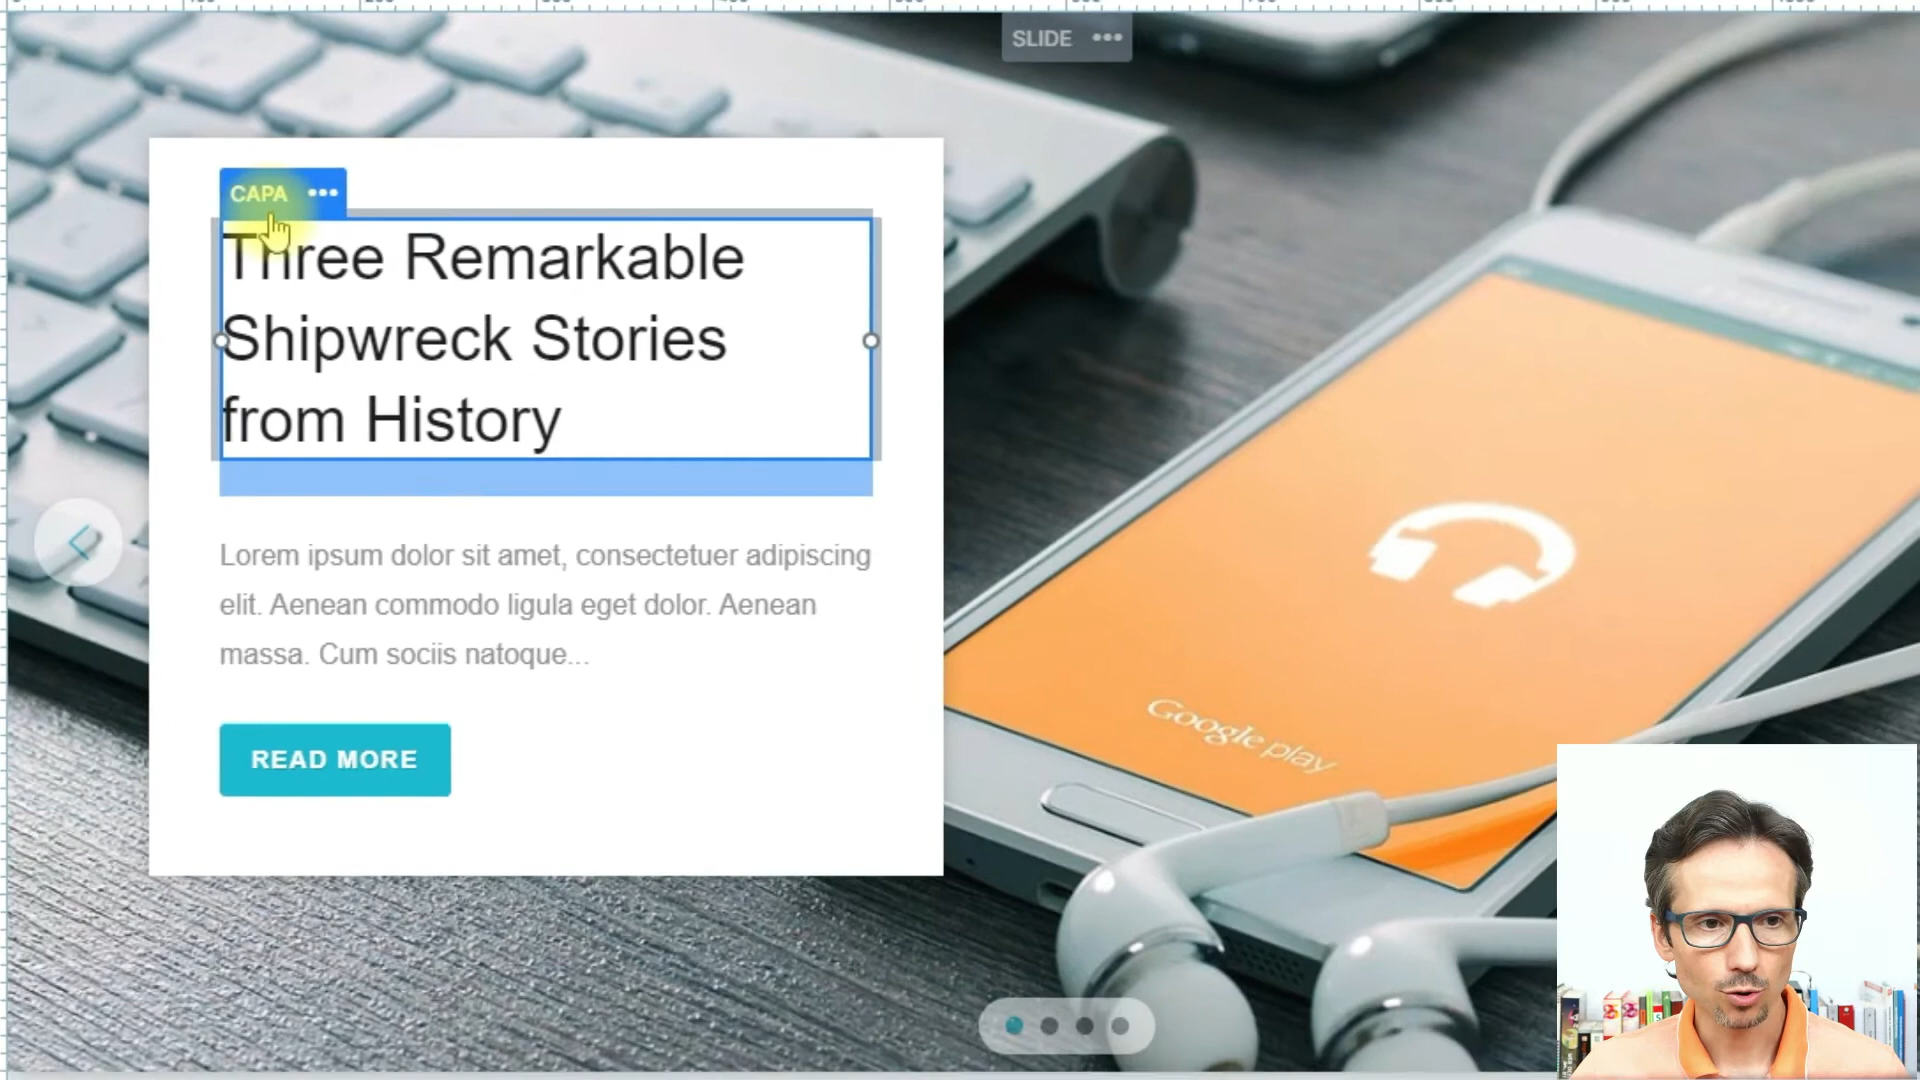 SLIDE •••
CAPA •••
Three Remarkable
Shipwreck Stories
from History
Lorem ipsum dolor sit amet, consectetuer adipiscing
elit. Aenean commodo ligula eget dolor. Aenean
massa. Cum sociis natoque...
READ MORE
Google play